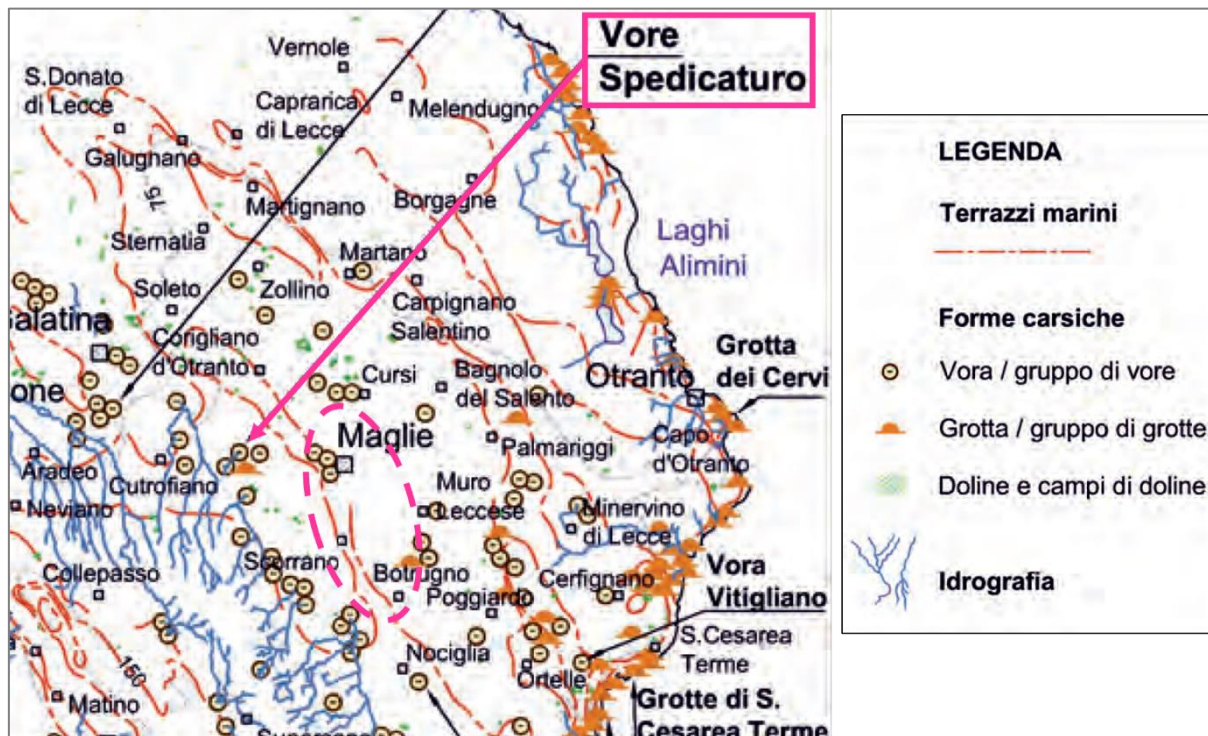 Vore
Spedicaturo
Vernole
S.Donato
di Lecce
Caprarica
di Lecce
Melendugno
Galugnano
75
Martignano
Borgagne
Sternatia
Laghi
Alimini
Martano
Soleto
Zollino
Carpignano
Salentino
Galatina
Corigliano
d'Otranto
Grotta
dei Cervi
Cursi
Bagnolo
del Salento
Otranto
one
Maglie
Palmariggi
Capo
d'Otranto
Aradeo
Cutrofiano
Muro
Leccese
Neviano
Minervino
di Lecce
Scorrano
Collepasso
Botrugno
Cerfignano
Vora
Vitigliano
Poggiardo
S.Cesarea
Terme
150
Nociglia
Ortelle
Matino
Grotte di S.
Cesarea Terme
LEGENDA
Terrazzi marini
Forme carsiche
Vora / gruppo di vore
Grotta / gruppo di grotte
Doline e campi di doline
Idrografia